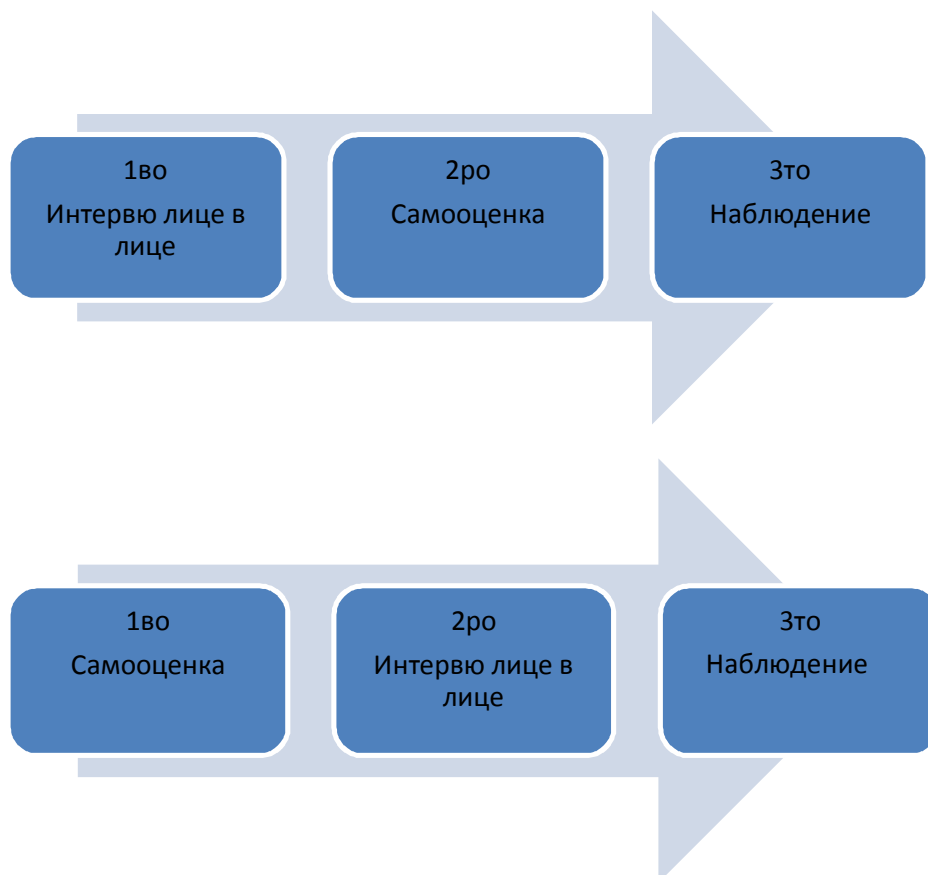 1во
Интервю лице в
лице
2ро
Самооценка
3то
Наблюдение
1во
Самооценка
2ро
Интервю лице в
лице
3то
Наблюдение